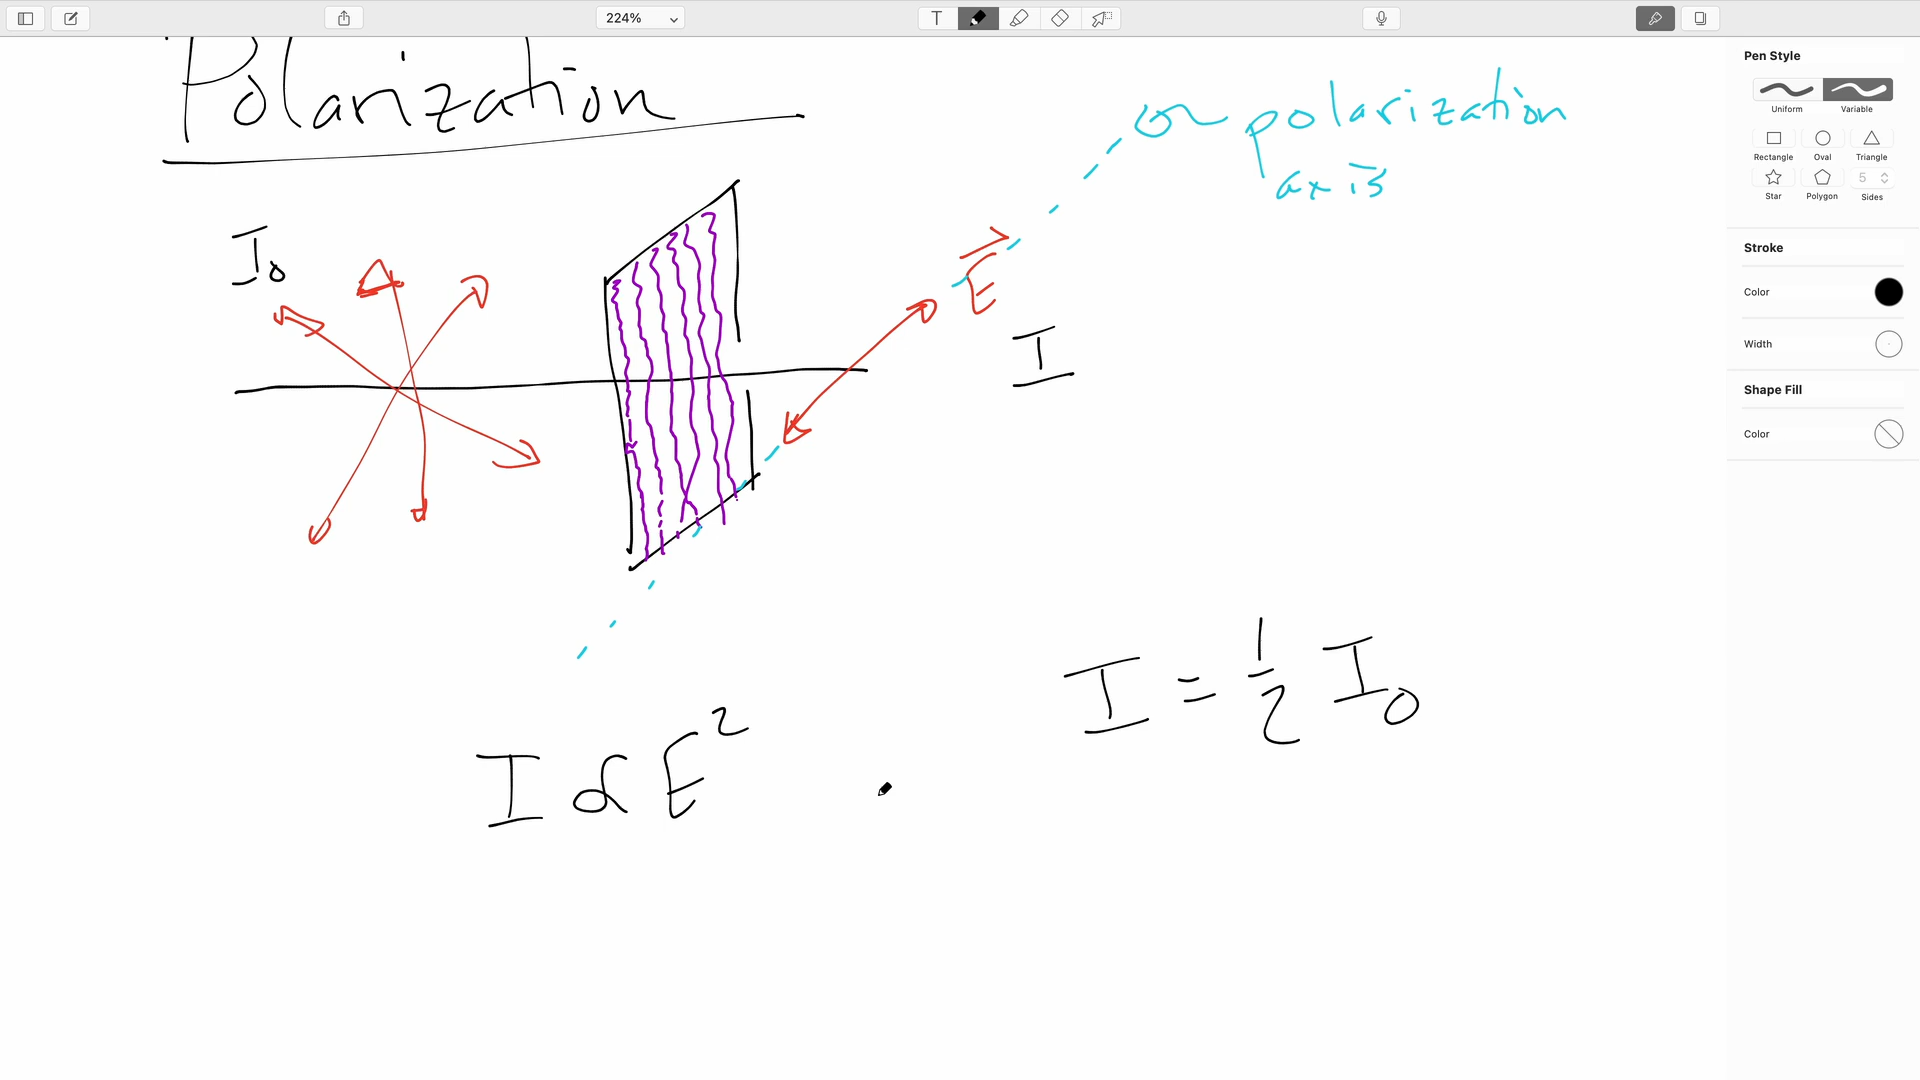 224%
T
Polarization
or polarization
axis
I₀
E
I
I = 1/2 I₀
I ∝ E²
Pen Style
Uniform Variable
Rectangle Oval Triangle
5
Star Polygon Sides
Stroke
Color
Width
Shape Fill
Color